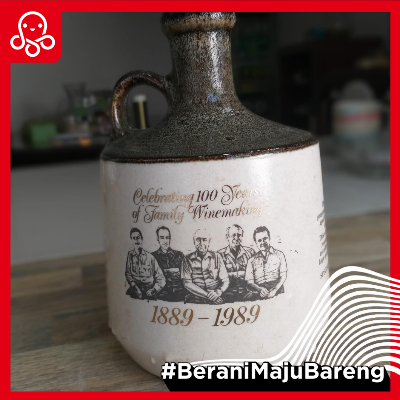 Celebrating 100 Years
of Family Winemaking
1889-1989
#BeraniMajuBareng